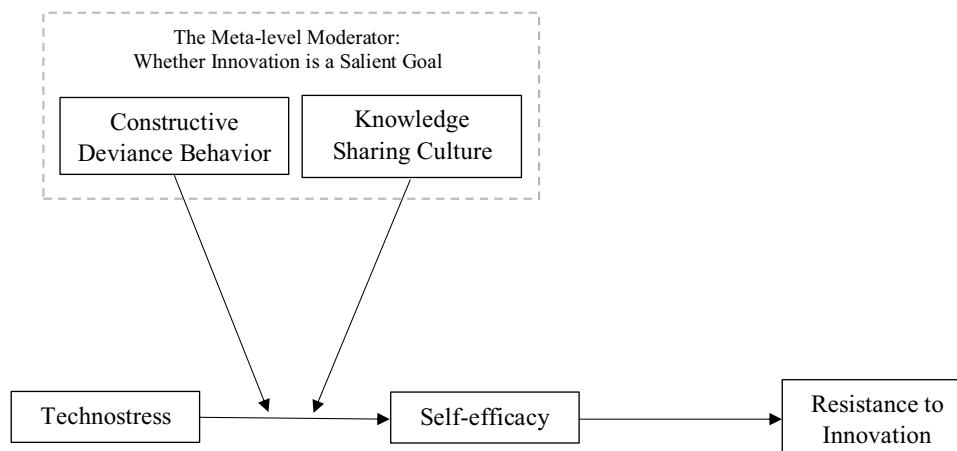 The Meta-level Moderator:
Whether Innovation is a Salient Goal
Constructive
Deviance Behavior
Knowledge
Sharing Culture
Technostress
Self-efficacy
Resistance to
Innovation